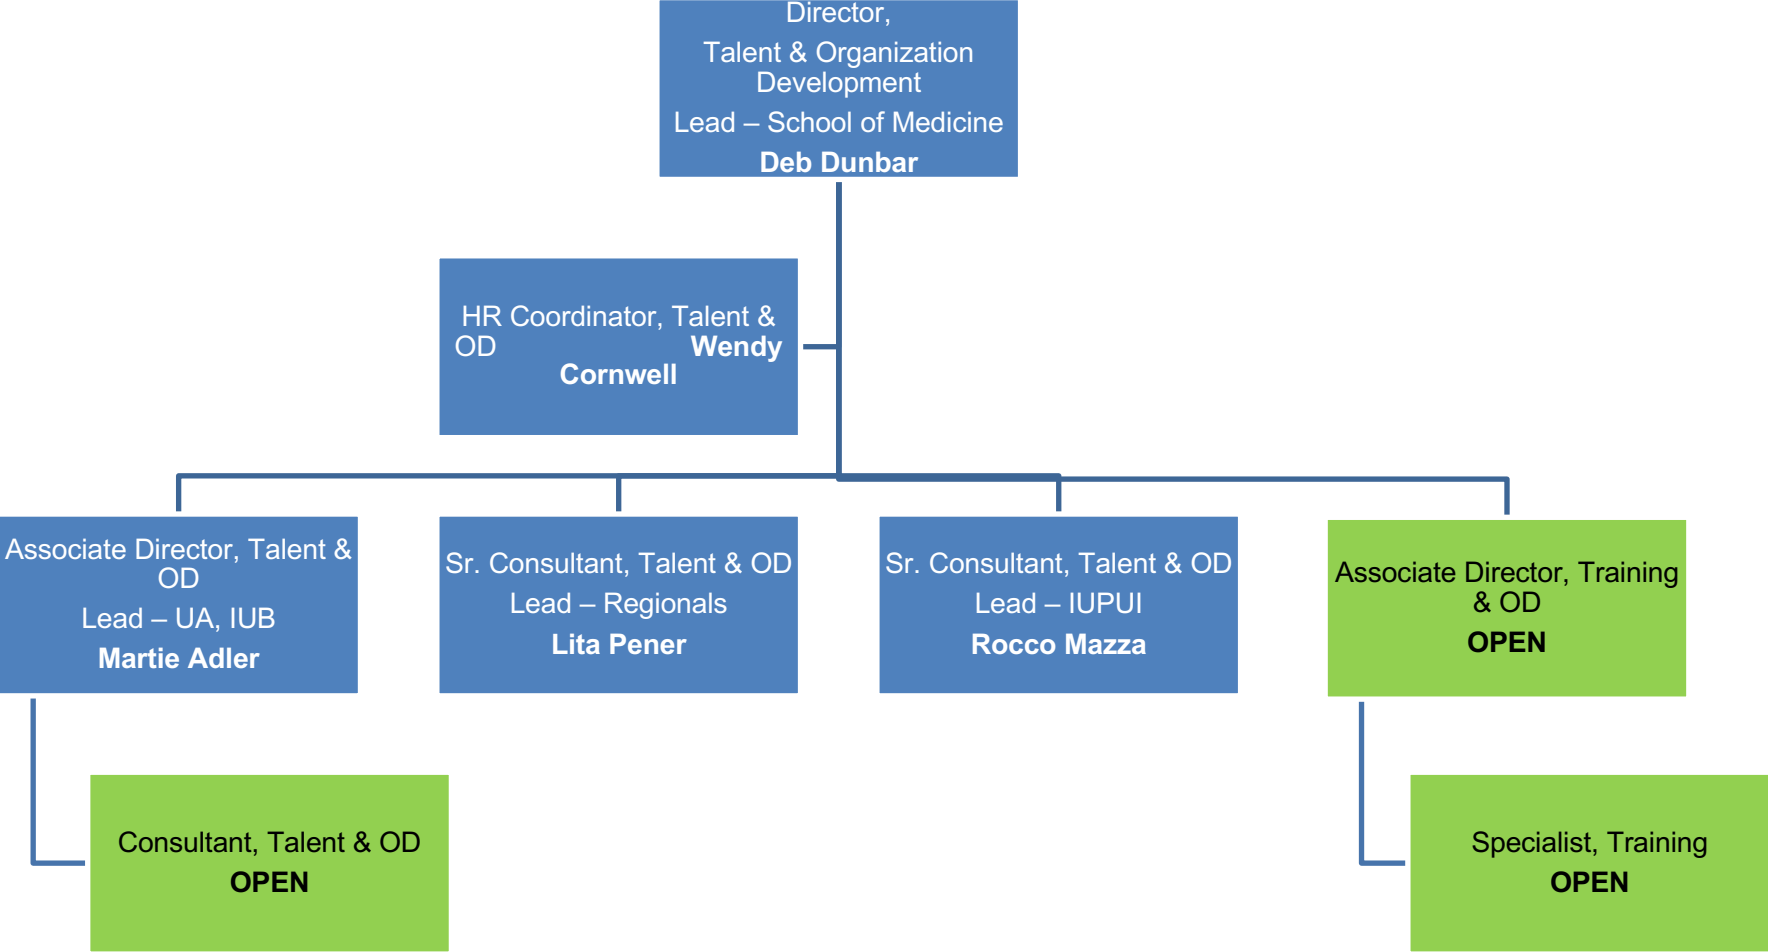 Director,
Talent & Organization
Development
Lead – School of Medicine
Deb Dunbar
HR Coordinator, Talent &
OD Wendy
Cornwell
Associate Director, Talent &
OD
Lead – UA, IUB
Martie Adler
Sr. Consultant, Talent & OD
Lead – Regionals
Lita Pener
Sr. Consultant, Talent & OD
Lead – IUPUI
Rocco Mazza
Associate Director, Training
& OD
OPEN
Consultant, Talent & OD
OPEN
Specialist, Training
OPEN